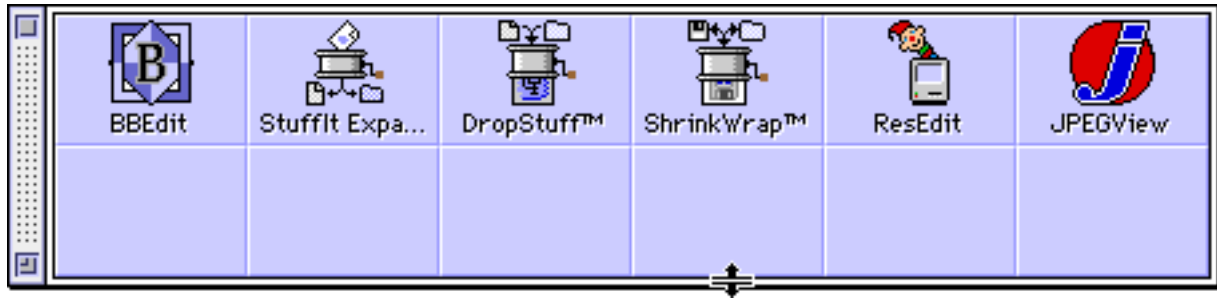 B
J
BBEdit
StuffIt Expa...
DropStuff™
ShrinkWrap™
ResEdit
JPEGView